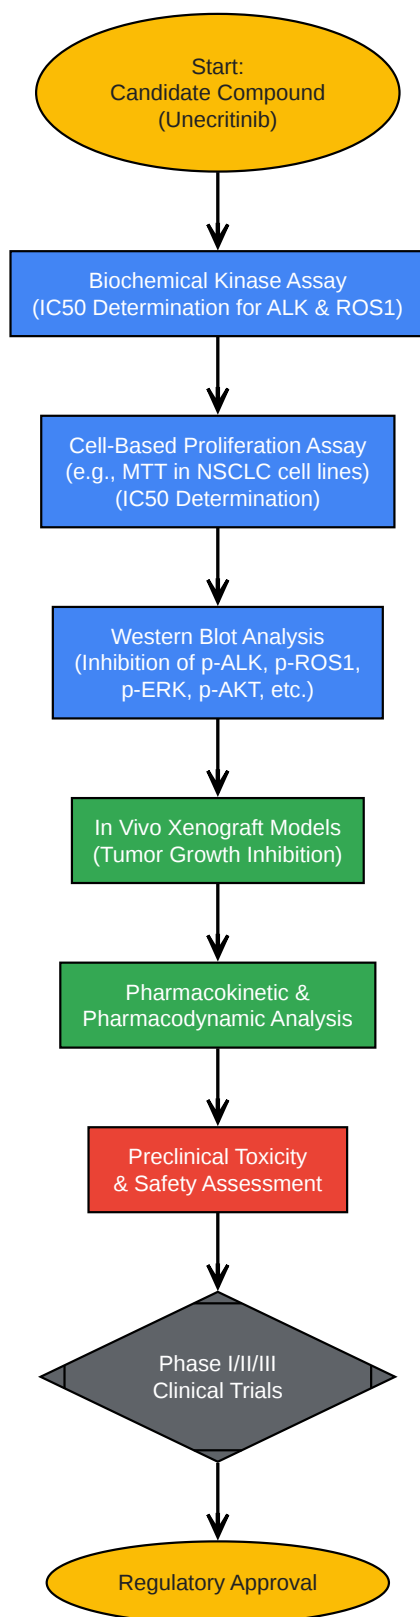 Start:
Candidate Compound
(Unecritinib)
Biochemical Kinase Assay
(IC50 Determination for ALK & ROS1)
Cell-Based Proliferation Assay
(e.g., MTT in NSCLC cell lines)
(IC50 Determination)
Western Blot Analysis
(Inhibition of p-ALK, p-ROS1,
p-ERK, p-AKT, etc.)
In Vivo Xenograft Models
(Tumor Growth Inhibition)
Pharmacokinetic &
Pharmacodynamic Analysis
Preclinical Toxicity
& Safety Assessment
Phase I/II/III
Clinical Trials
Regulatory Approval